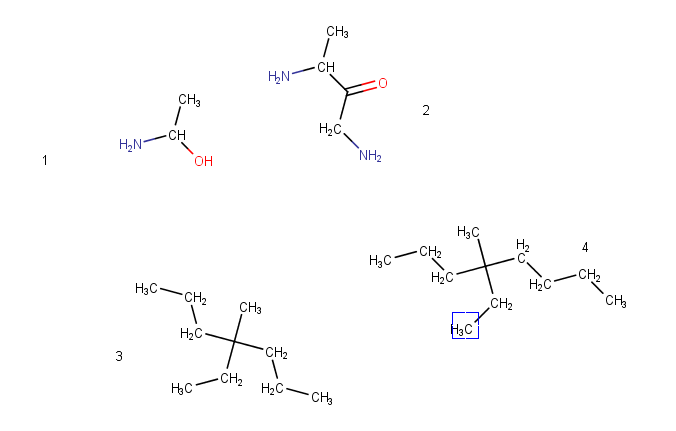 CH3
H2N CH O
CH3 H2C 2
H2N CH NH2
1 OH
H3C H2 4
H3C CH2 C
H2C H2C CH2
H3C CH2 CH3 CH2 CH3
H2C H3C
3 CH2
H3C CH2 H2C CH3